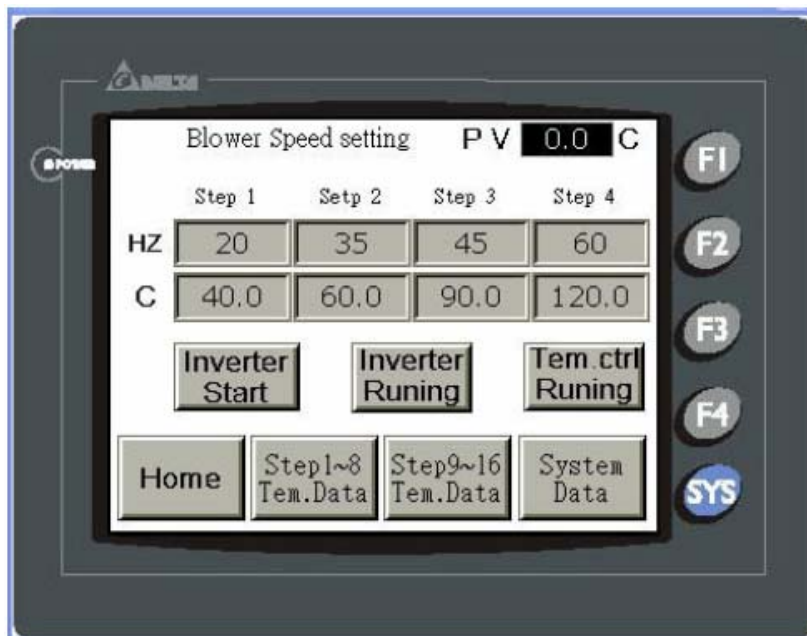 DELTA
POWER
Blower Speed setting P V 0.0 C
Step 1 Setp 2 Step 3 Step 4
HZ 20 35 45 60
C 40.0 60.0 90.0 120.0
Inverter Start
Inverter Runing
Tem.ctrl Runing
Home
Step1~8 Tem.Data
Step9~16 Tem.Data
System Data
F1
F2
F3
F4
SYS